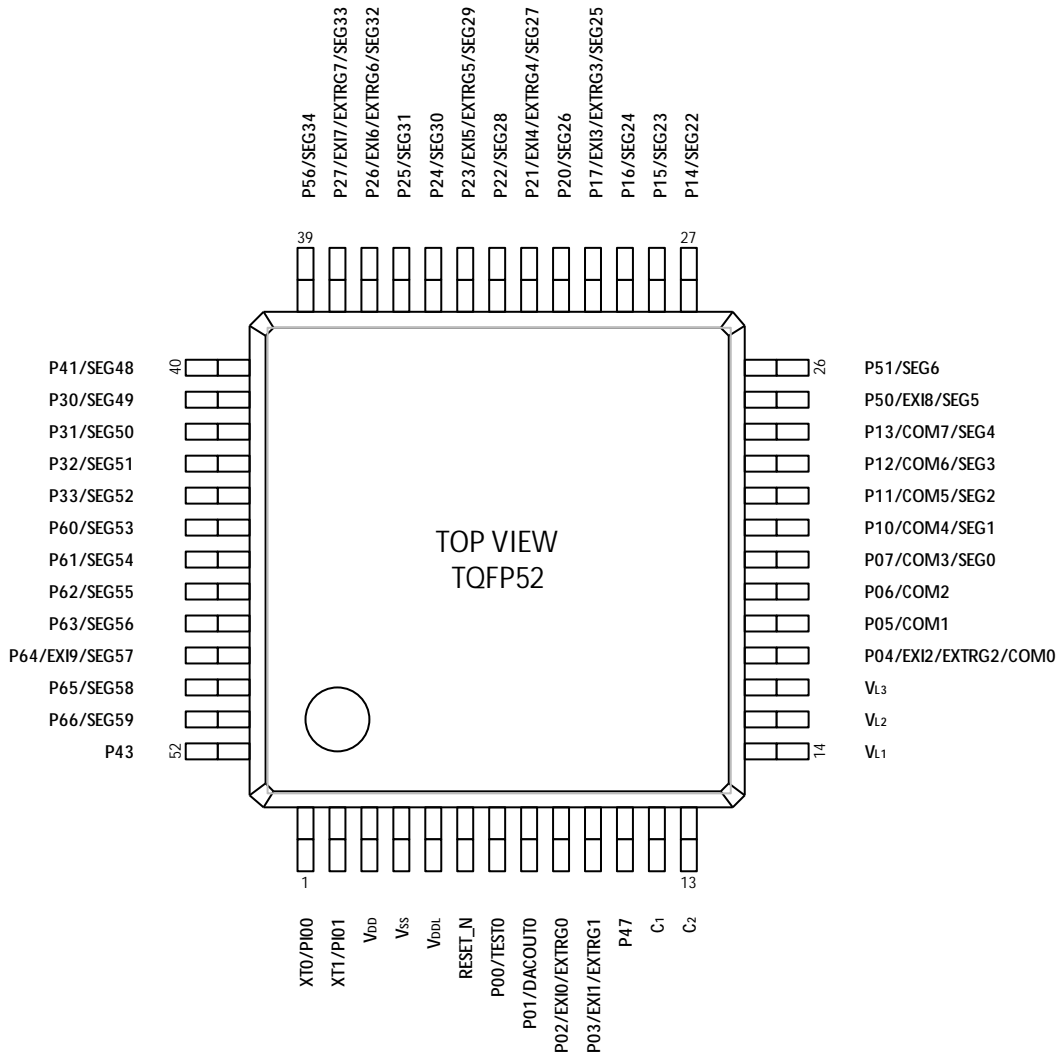 P56/SEG34
P27/EXI7/EXTRG7/SEG33
P26/EXI6/EXTRG6/SEG32
P25/SEG31
P24/SEG30
P23/EXI5/EXTRG5/SEG29
P22/SEG28
P21/EXI4/EXTRG4/SEG27
P20/SEG26
P17/EXI3/EXTRG3/SEG25
P16/SEG24
P15/SEG23
P14/SEG22
39
27
P41/SEG48
40
P30/SEG49
P31/SEG50
P32/SEG51
P33/SEG52
P60/SEG53
P61/SEG54
P62/SEG55
P63/SEG56
P64/EXI9/SEG57
P65/SEG58
P66/SEG59
P43
52
TOP VIEW
TQFP52
26
P51/SEG6
P50/EXI8/SEG5
P13/COM7/SEG4
P12/COM6/SEG3
P11/COM5/SEG2
P10/COM4/SEG1
P07/COM3/SEG0
P06/COM2
P05/COM1
P04/EXI2/EXTRG2/COM0
VL3
VL2
14
VL1
1
13
XT0/PI00
XT1/PI01
VDD
VSS
VDDL
RESET_N
P00/TEST0
P01/DACOUT0
P02/EXI0/EXTRG0
P03/EXI1/EXTRG1
P47
C1
C2